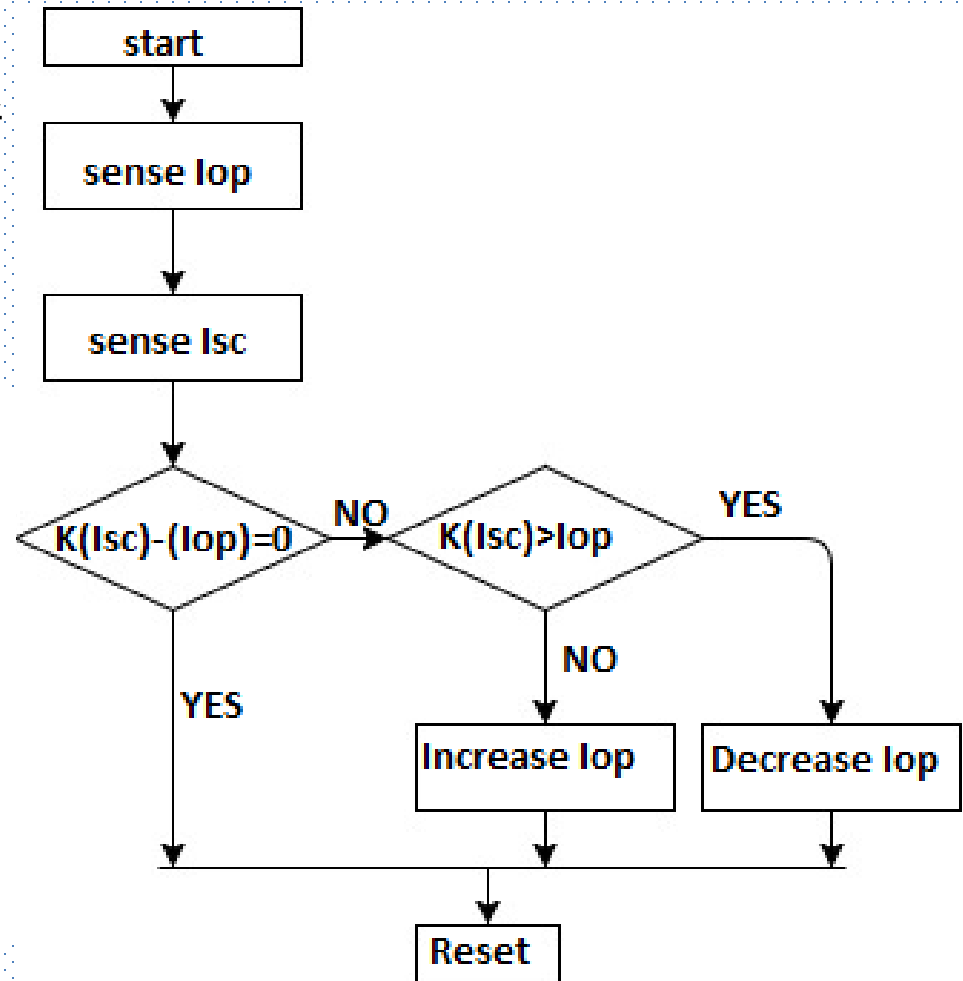 start
sense Iop
sense Isc
K(Isc)-(Iop)=0
NO
K(Isc)>Iop
YES
NO
YES
Increase Iop
Decrease Iop
Reset